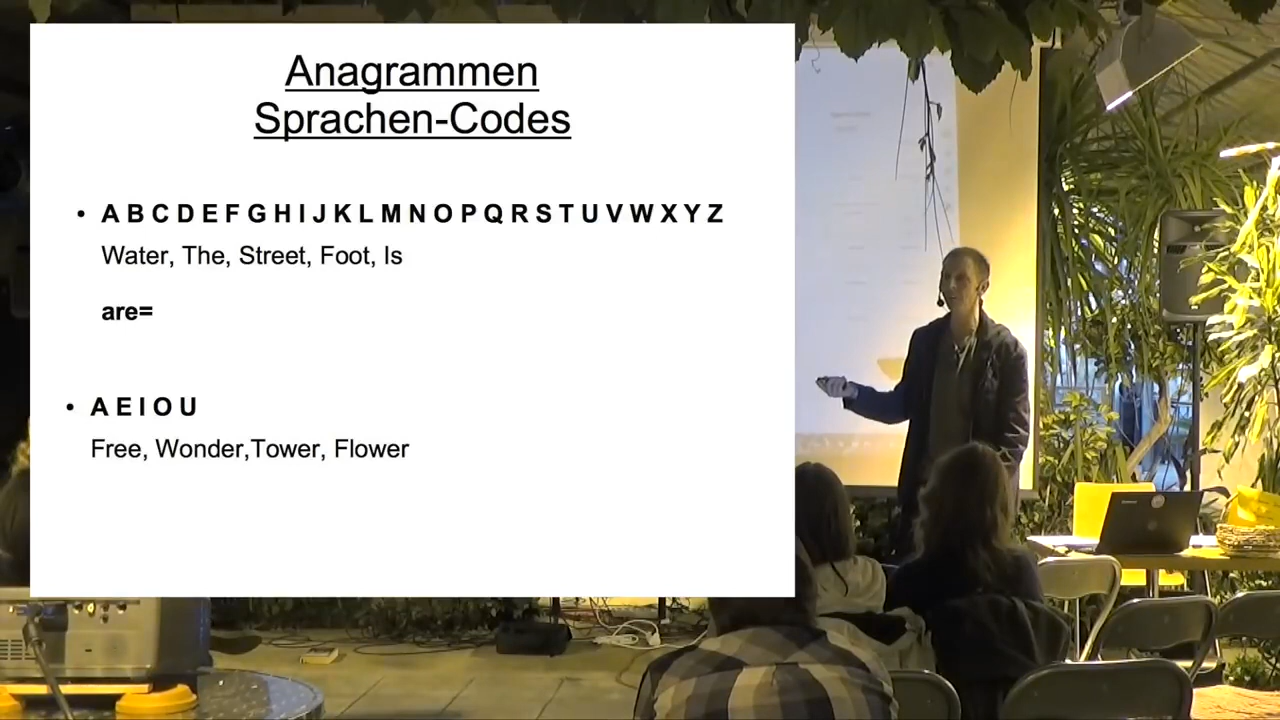 Anagrammen
Sprachen-Codes
• A B C D E F G H I J K L M N O P Q R S T U V W X Y Z
Water, The, Street, Foot, Is
are=
• A E I O U
Free, Wonder,Tower, Flower